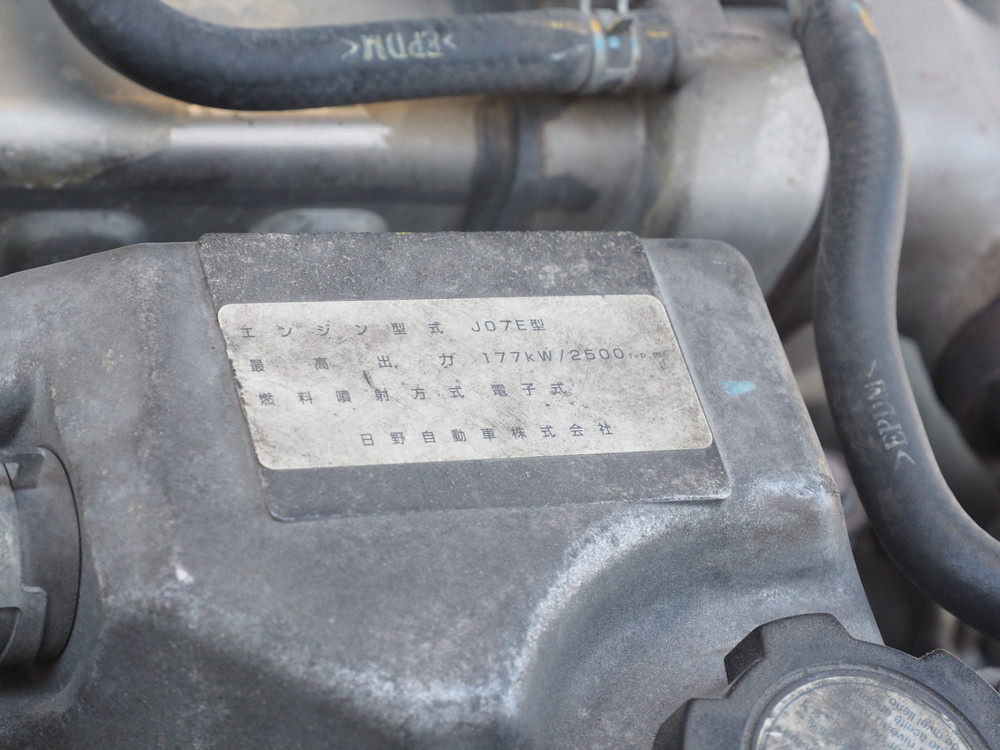 >EPDM<
エンジン型式 J07E型
最高出力 177kW/2500r.p.m.
燃料噴射方式 電子式
日野自動車株式会社
>EPDM<